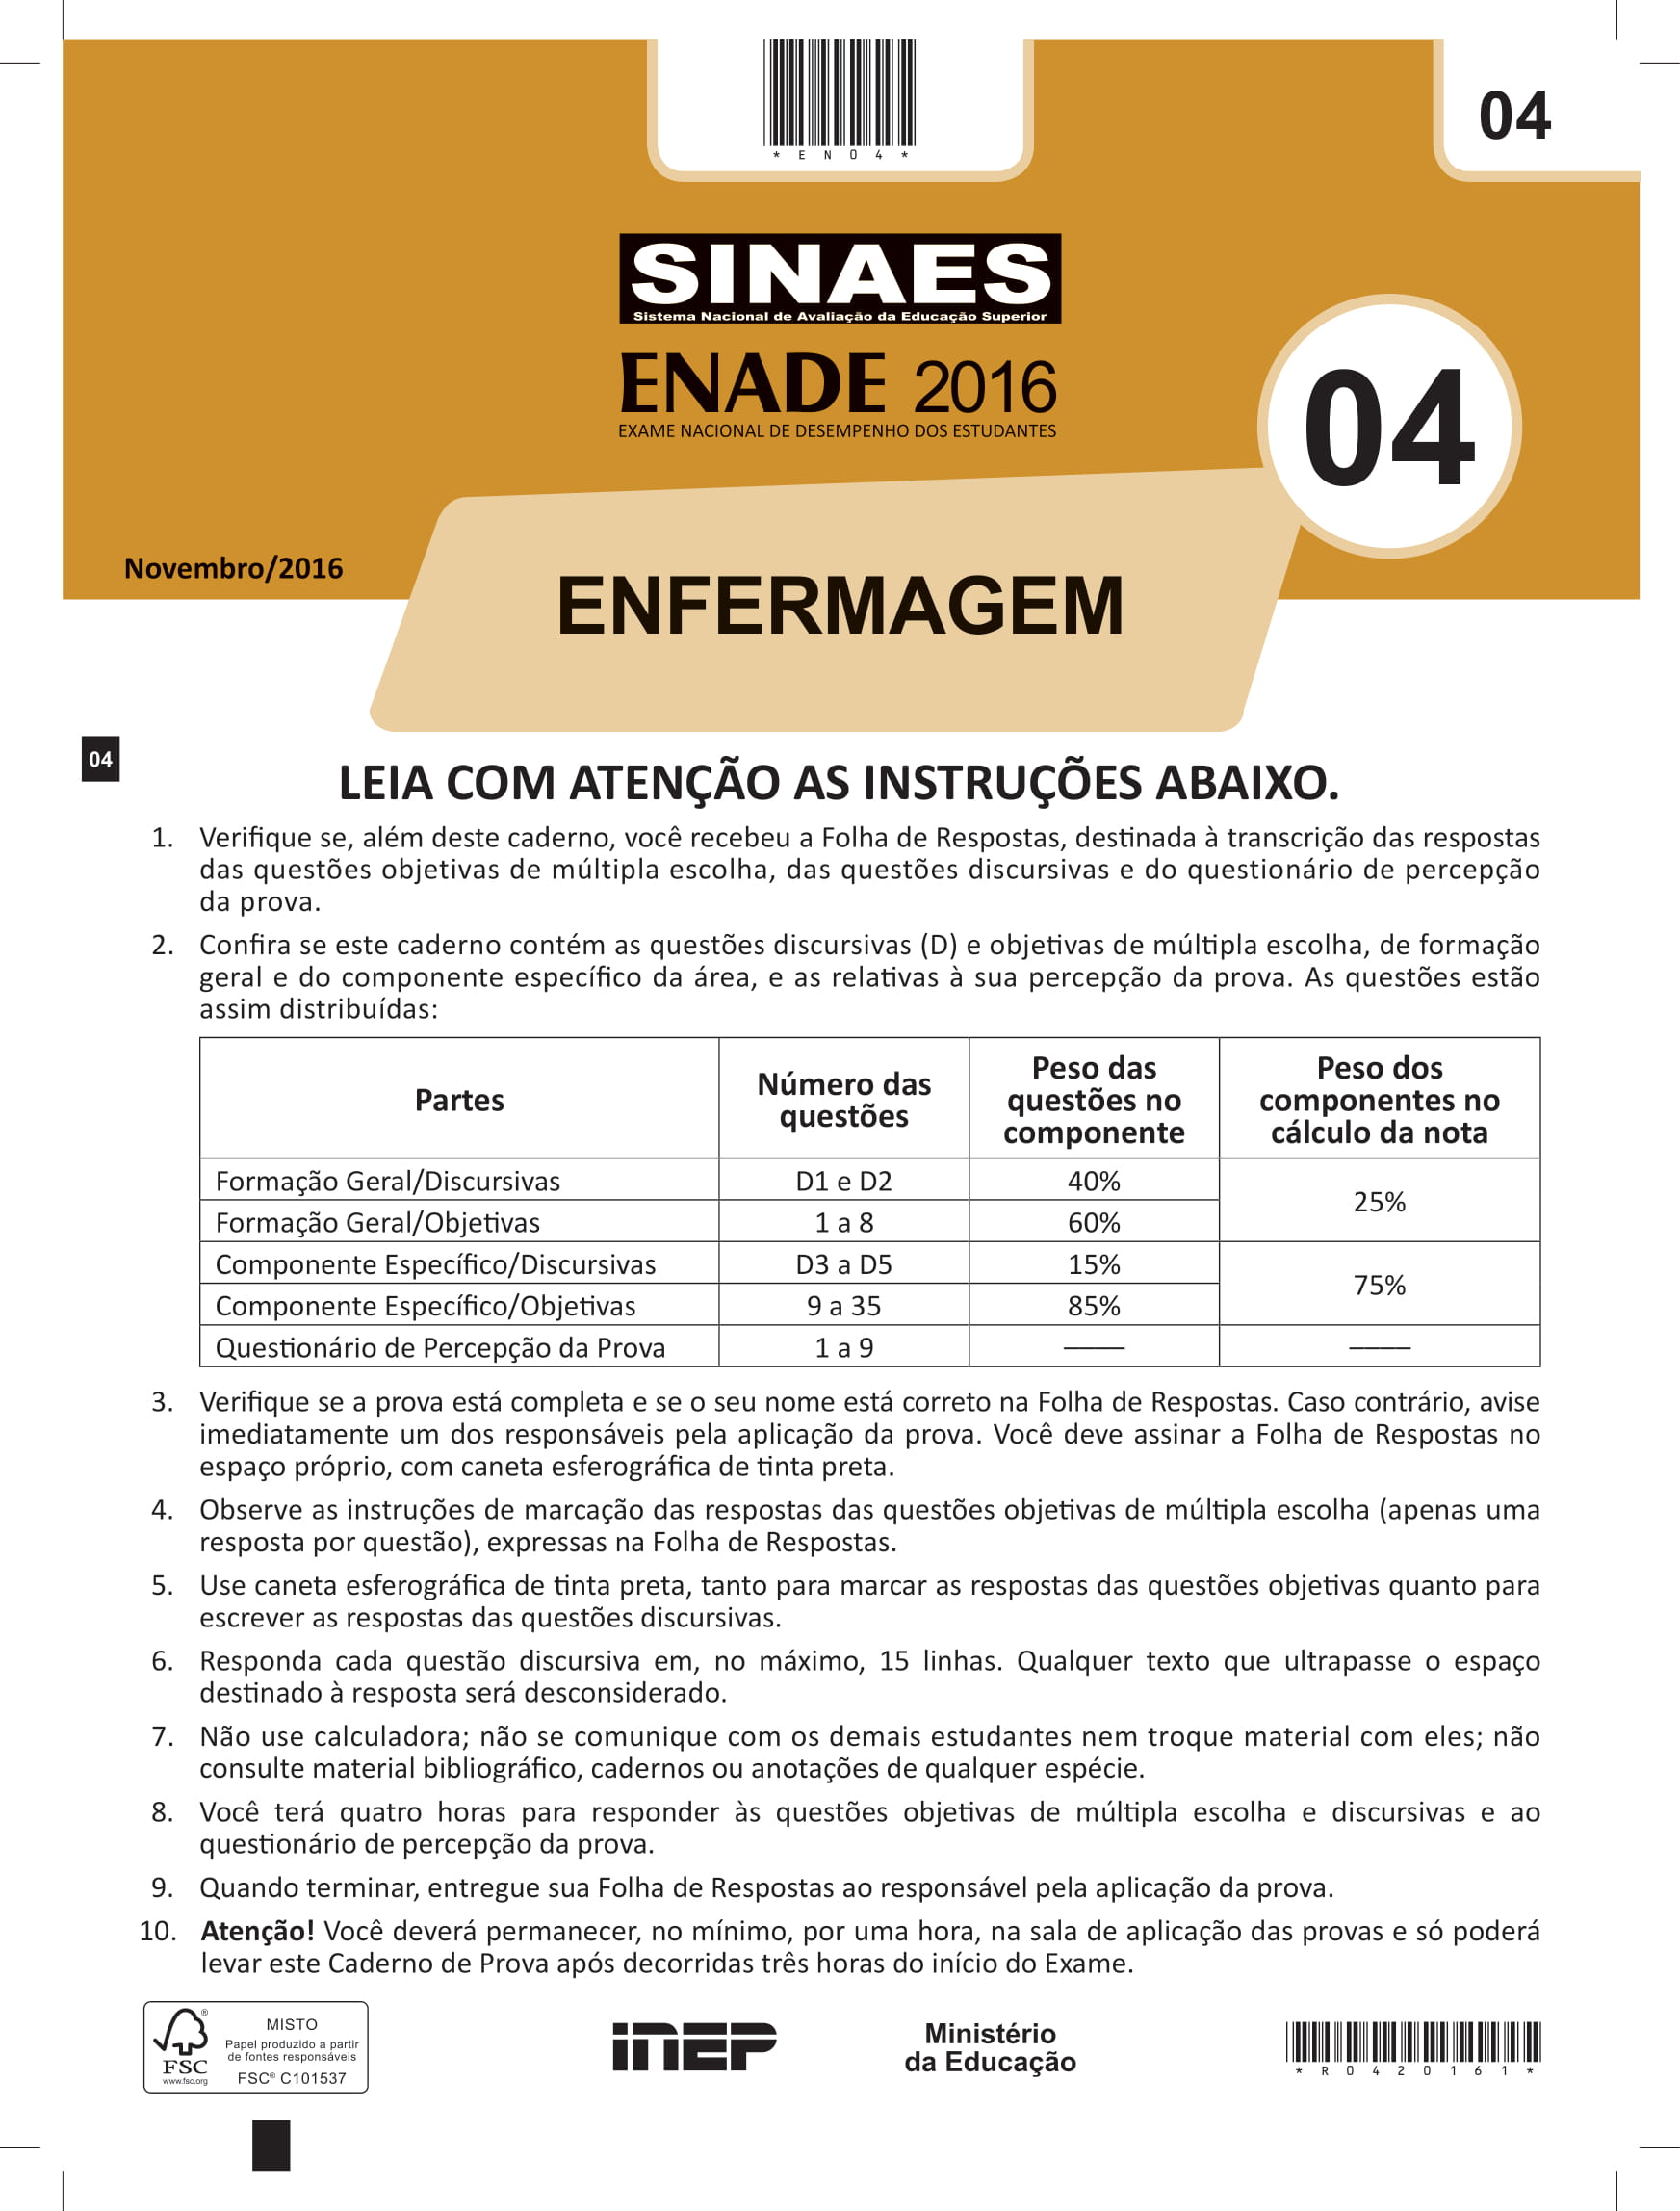 * E N 0 4 *
04
SINAES
Sistema Nacional de Avaliação da Educação Superior
ENADE 2016
EXAME NACIONAL DE DESEMPENHO DOS ESTUDANTES
04
Novembro/2016
ENFERMAGEM
04
LEIA COM ATENÇÃO AS INSTRUÇÕES ABAIXO.
1. Verifique se, além deste caderno, você recebeu a Folha de Respostas, destinada à transcrição das respostas
das questões objetivas de múltipla escolha, das questões discursivas e do questionário de percepção
da prova.
2. Confira se este caderno contém as questões discursivas (D) e objetivas de múltipla escolha, de formação
geral e do componente específico da área, e as relativas à sua percepção da prova. As questões estão
assim distribuídas:
Partes
Número das
questões
Peso das
questões no
componente
Peso dos
componentes no
cálculo da nota
Formação Geral/Discursivas D1 e D2 40%
25%
Formação Geral/Objetivas 1 a 8 60%
Componente Específico/Discursivas D3 a D5 15%
75%
Componente Específico/Objetivas 9 a 35 85%
Questionário de Percepção da Prova 1 a 9 —— ——
3. Verifique se a prova está completa e se o seu nome está correto na Folha de Respostas. Caso contrário, avise
imediatamente um dos responsáveis pela aplicação da prova. Você deve assinar a Folha de Respostas no
espaço próprio, com caneta esferográfica de tinta preta.
4. Observe as instruções de marcação das respostas das questões objetivas de múltipla escolha (apenas uma
resposta por questão), expressas na Folha de Respostas.
5. Use caneta esferográfica de tinta preta, tanto para marcar as respostas das questões objetivas quanto para
escrever as respostas das questões discursivas.
6. Responda cada questão discursiva em, no máximo, 15 linhas. Qualquer texto que ultrapasse o espaço
destinado à resposta será desconsiderado.
7. Não use calculadora; não se comunique com os demais estudantes nem troque material com eles; não
consulte material bibliográfico, cadernos ou anotações de qualquer espécie.
8. Você terá quatro horas para responder às questões objetivas de múltipla escolha e discursivas e ao
questionário de percepção da prova.
9. Quando terminar, entregue sua Folha de Respostas ao responsável pela aplicação da prova.
10. Atenção! Você deverá permanecer, no mínimo, por uma hora, na sala de aplicação das provas e só poderá
levar este Caderno de Prova após decorridas três horas do início do Exame.
®
FSC
www.fsc.org
MISTO
Papel produzido a partir
de fontes responsáveis
FSC® C101537
INEP
Ministério
da Educação
* R 0 4 2 0 1 6 1 *